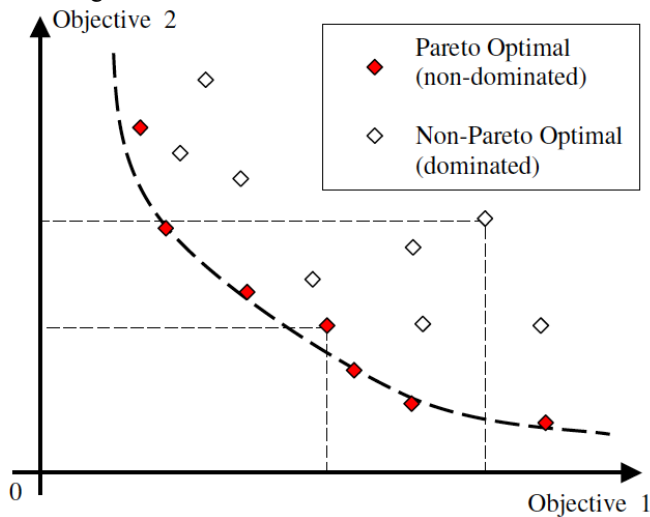 Objective 2
Pareto Optimal
(non-dominated)
Non-Pareto Optimal
(dominated)
0
Objective 1